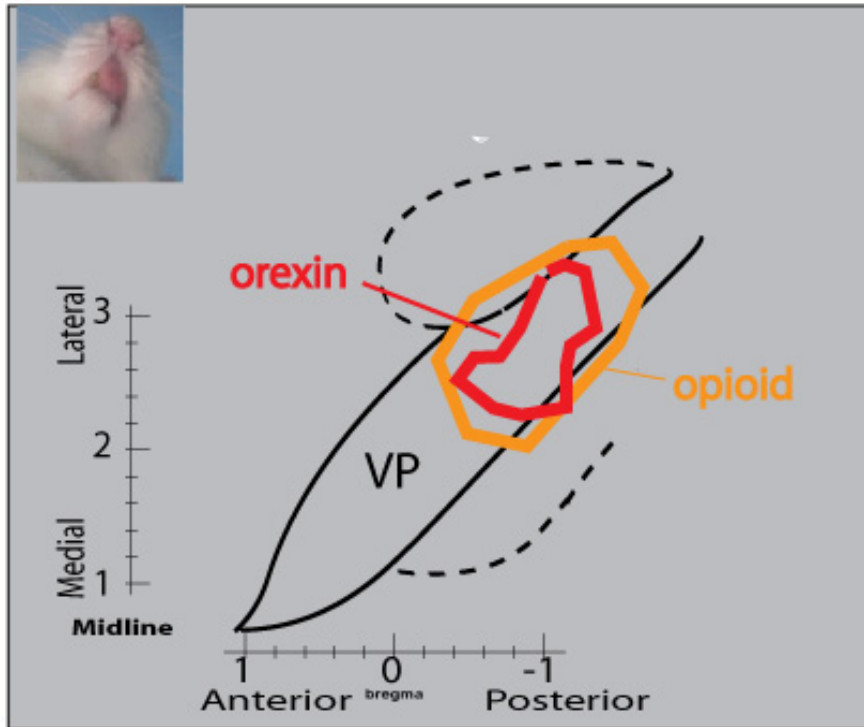 orexin
Lateral
3
opioid
2
VP
Medial
1
Midline
1 0 -1
Anterior bregma Posterior